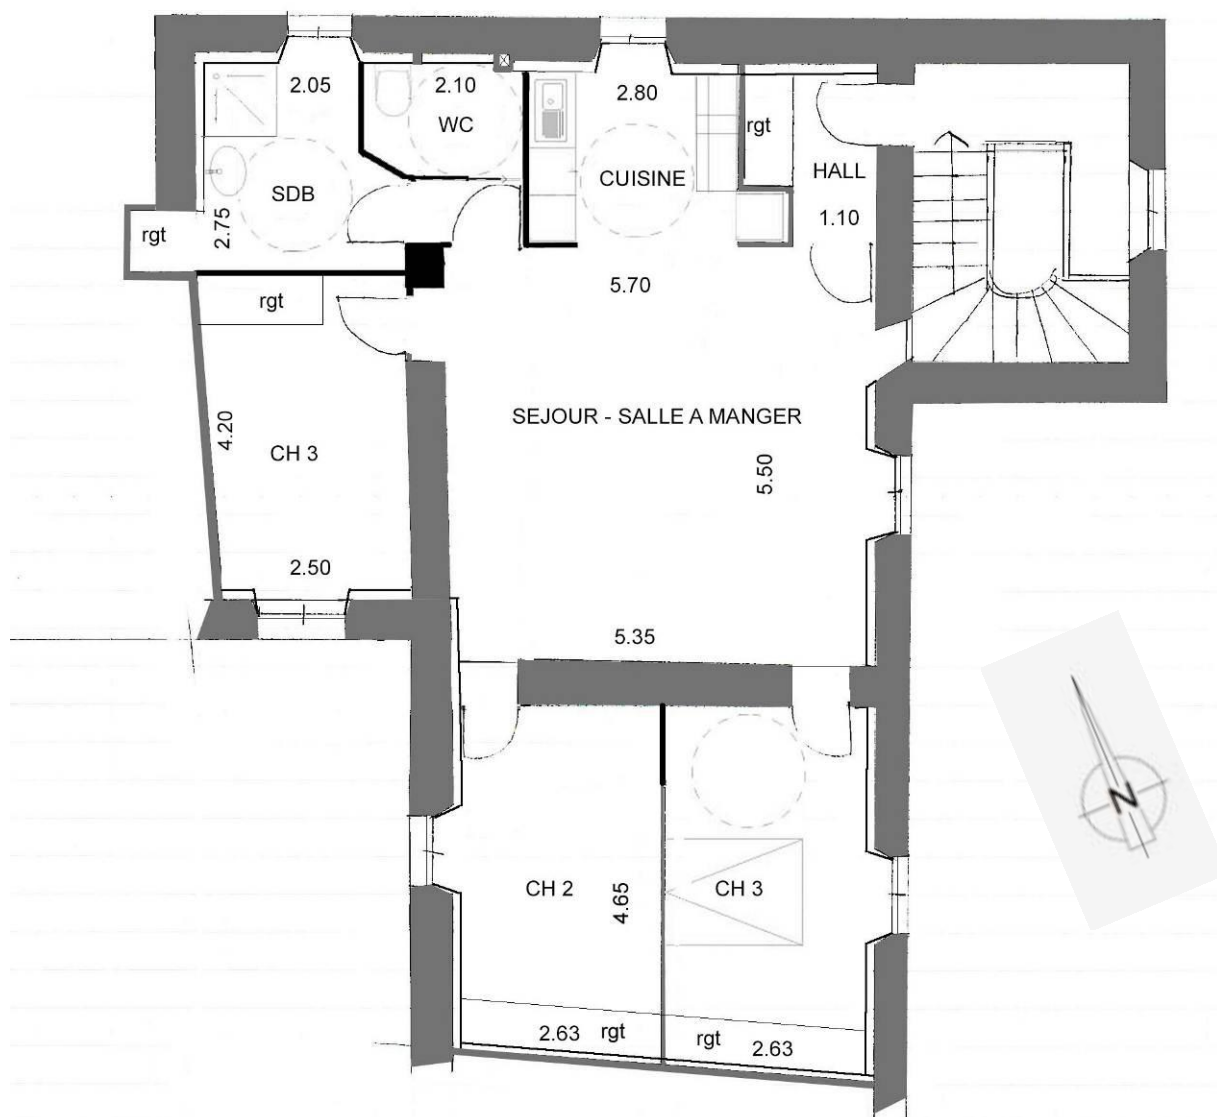 2.05
2.10
WC
2.80
CUISINE
rgt
HALL
1.10
SDB
2.75
rgt
rgt
5.70
4.20
CH 3
2.50
SEJOUR - SALLE A MANGER
5.50
5.35
N
CH 2
4.65
CH 3
2.63
rgt
rgt
2.63